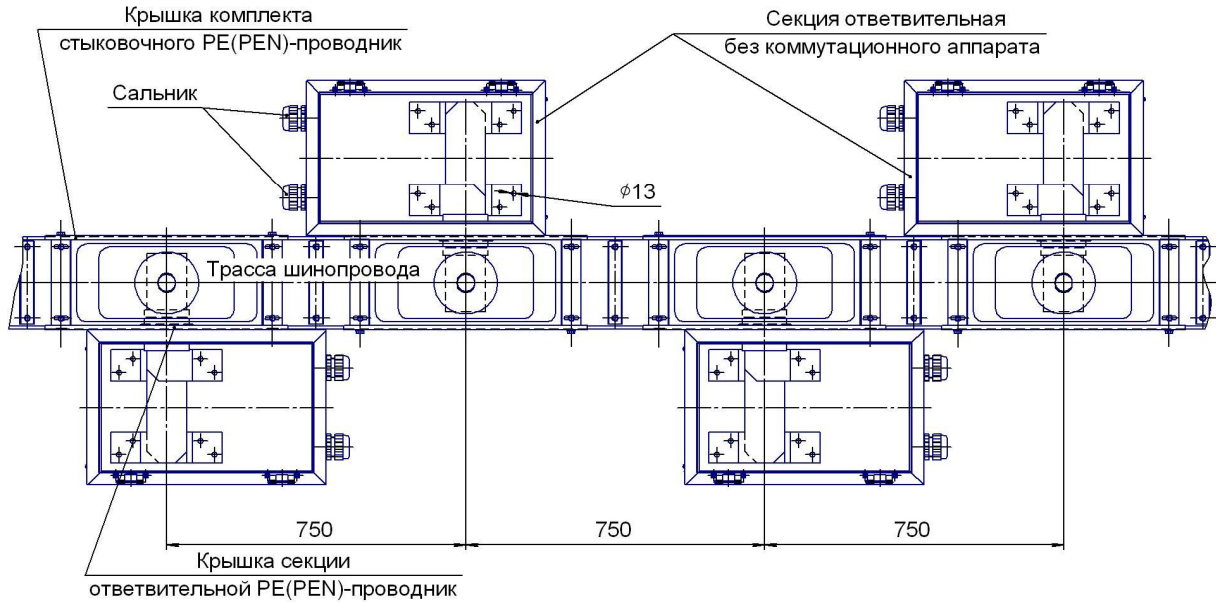 Крышка комплекта
стыковочного PE(PEN)-проводник
Секция ответвительная
без коммутационного аппарата
Сальник
ϕ13
Трасса шинопровода
750
750
750
Крышка секции
ответвительной PE(PEN)-проводник